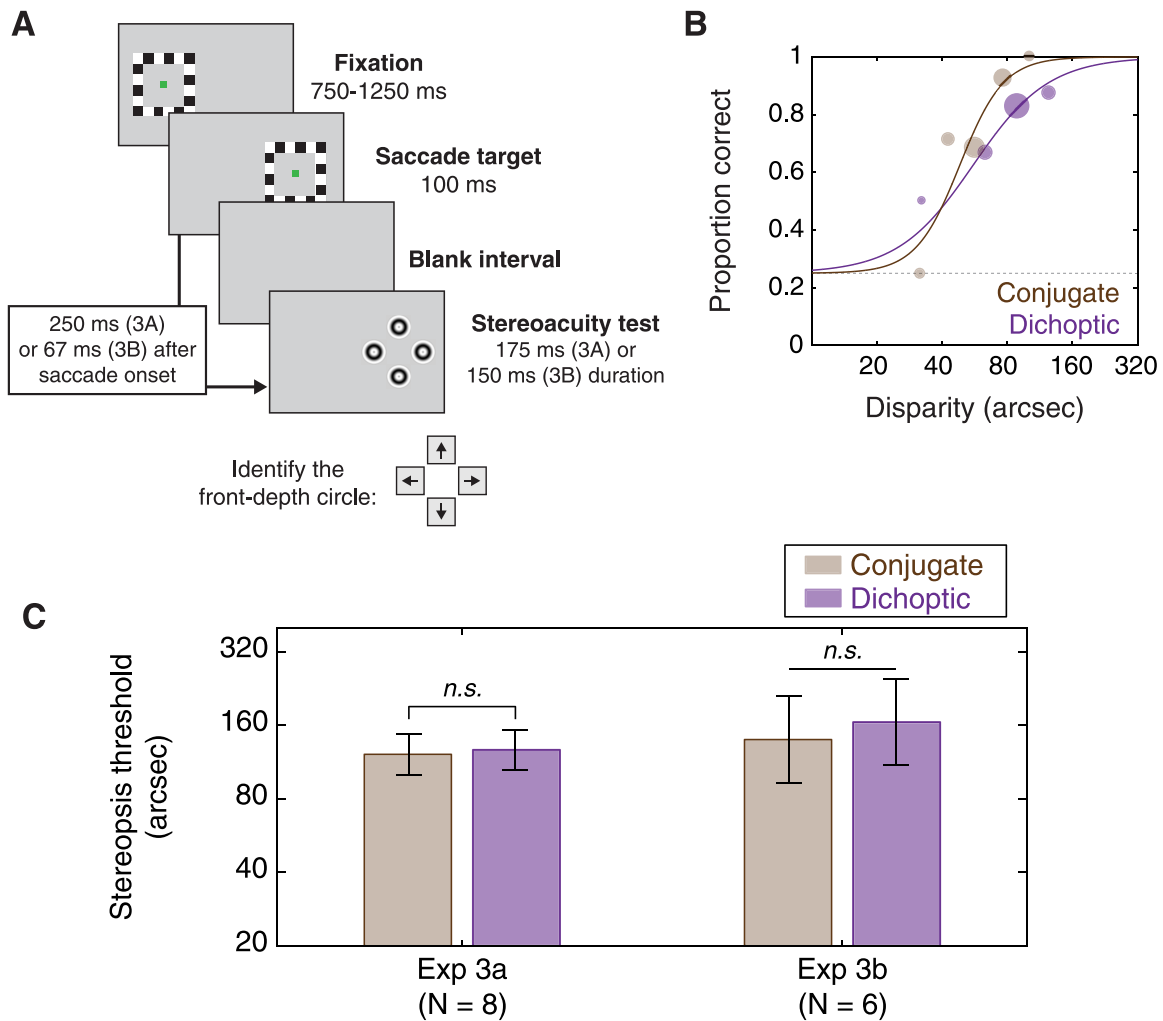 A
Fixation
750-1250 ms
Saccade target
100 ms
Blank interval
250 ms (3A)
or 67 ms (3B) after
saccade onset
Stereoacuity test
175 ms (3A) or
150 ms (3B) duration
Identify the
front-depth circle:
B
Proportion correct
1
0.8
0.6
0.4
0.2
0
Conjugate
Dichoptic
20 40 80 160 320
Disparity (arcsec)
C
Conjugate
Dichoptic
Stereopsis threshold
(arcsec)
320
160
80
40
20
n.s.
n.s.
Exp 3a
(N = 8)
Exp 3b
(N = 6)